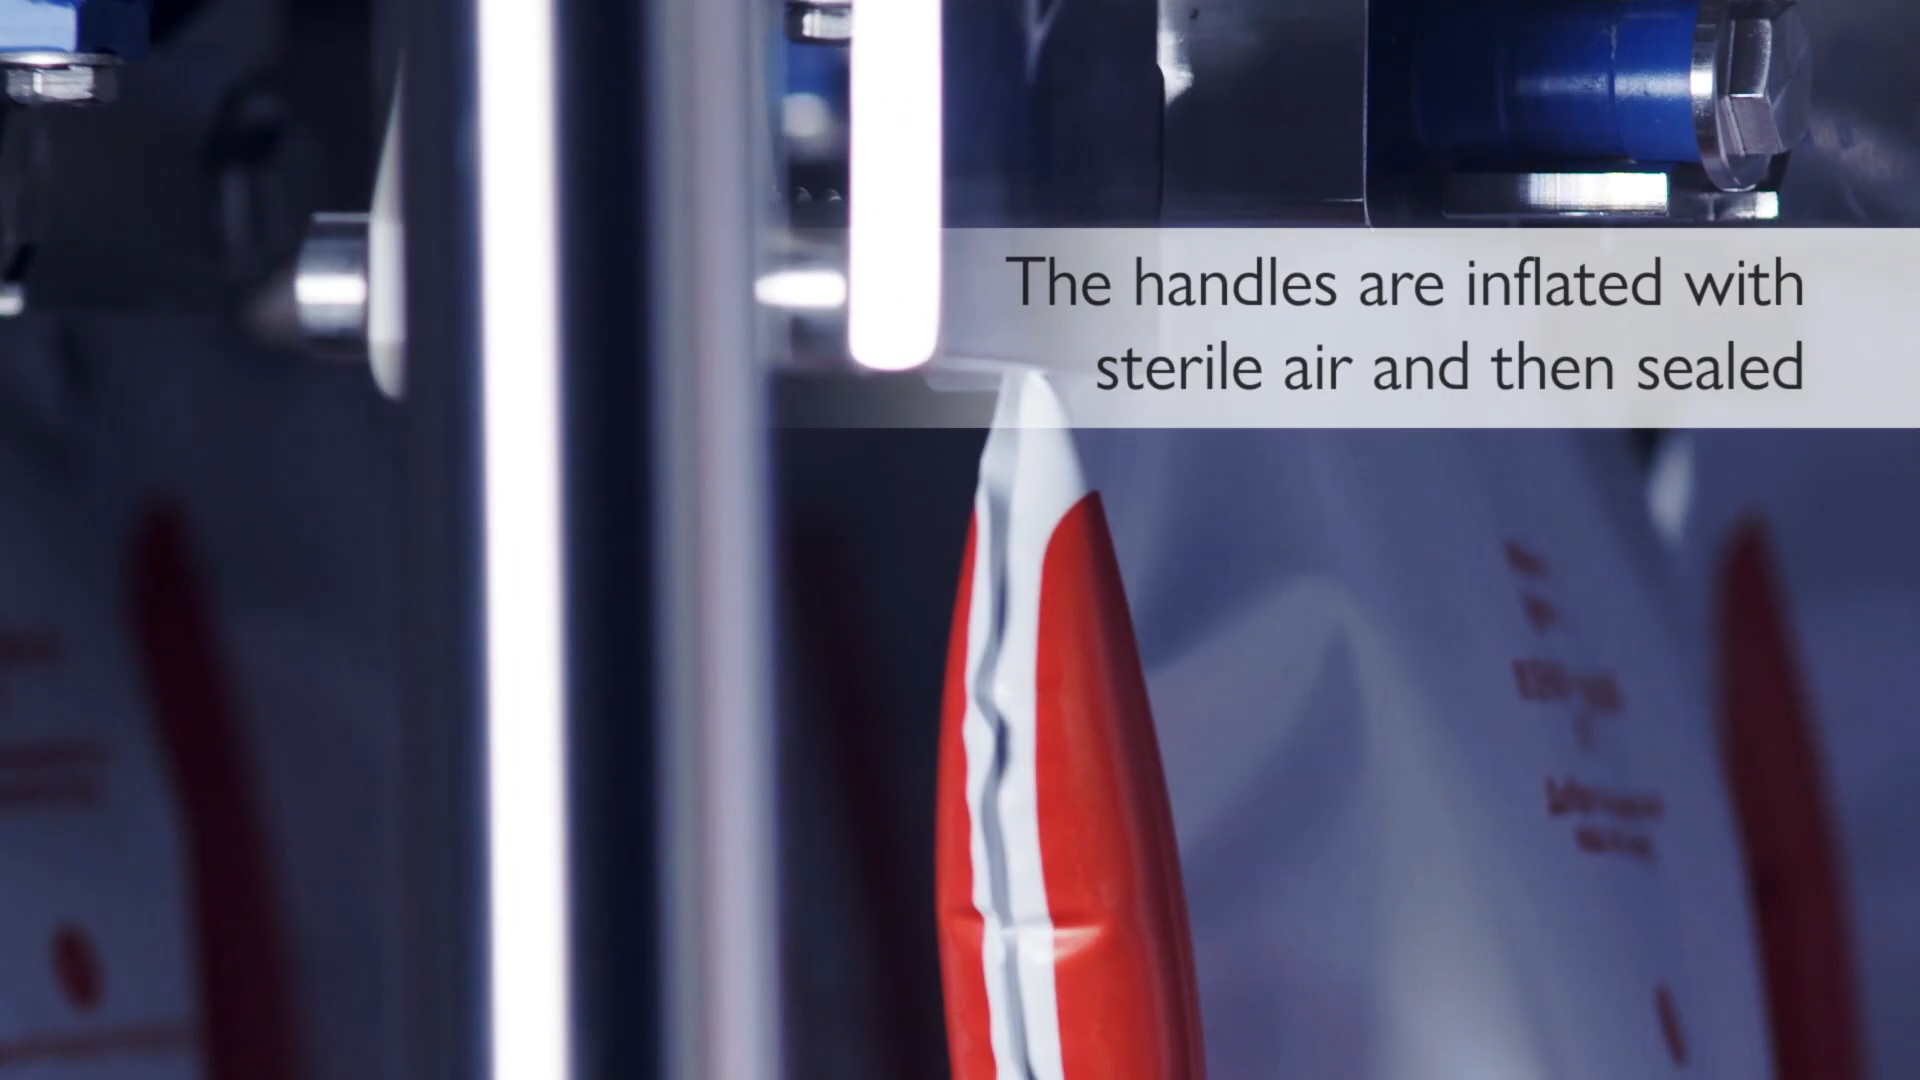 The handles are inflated with
sterile air and then sealed